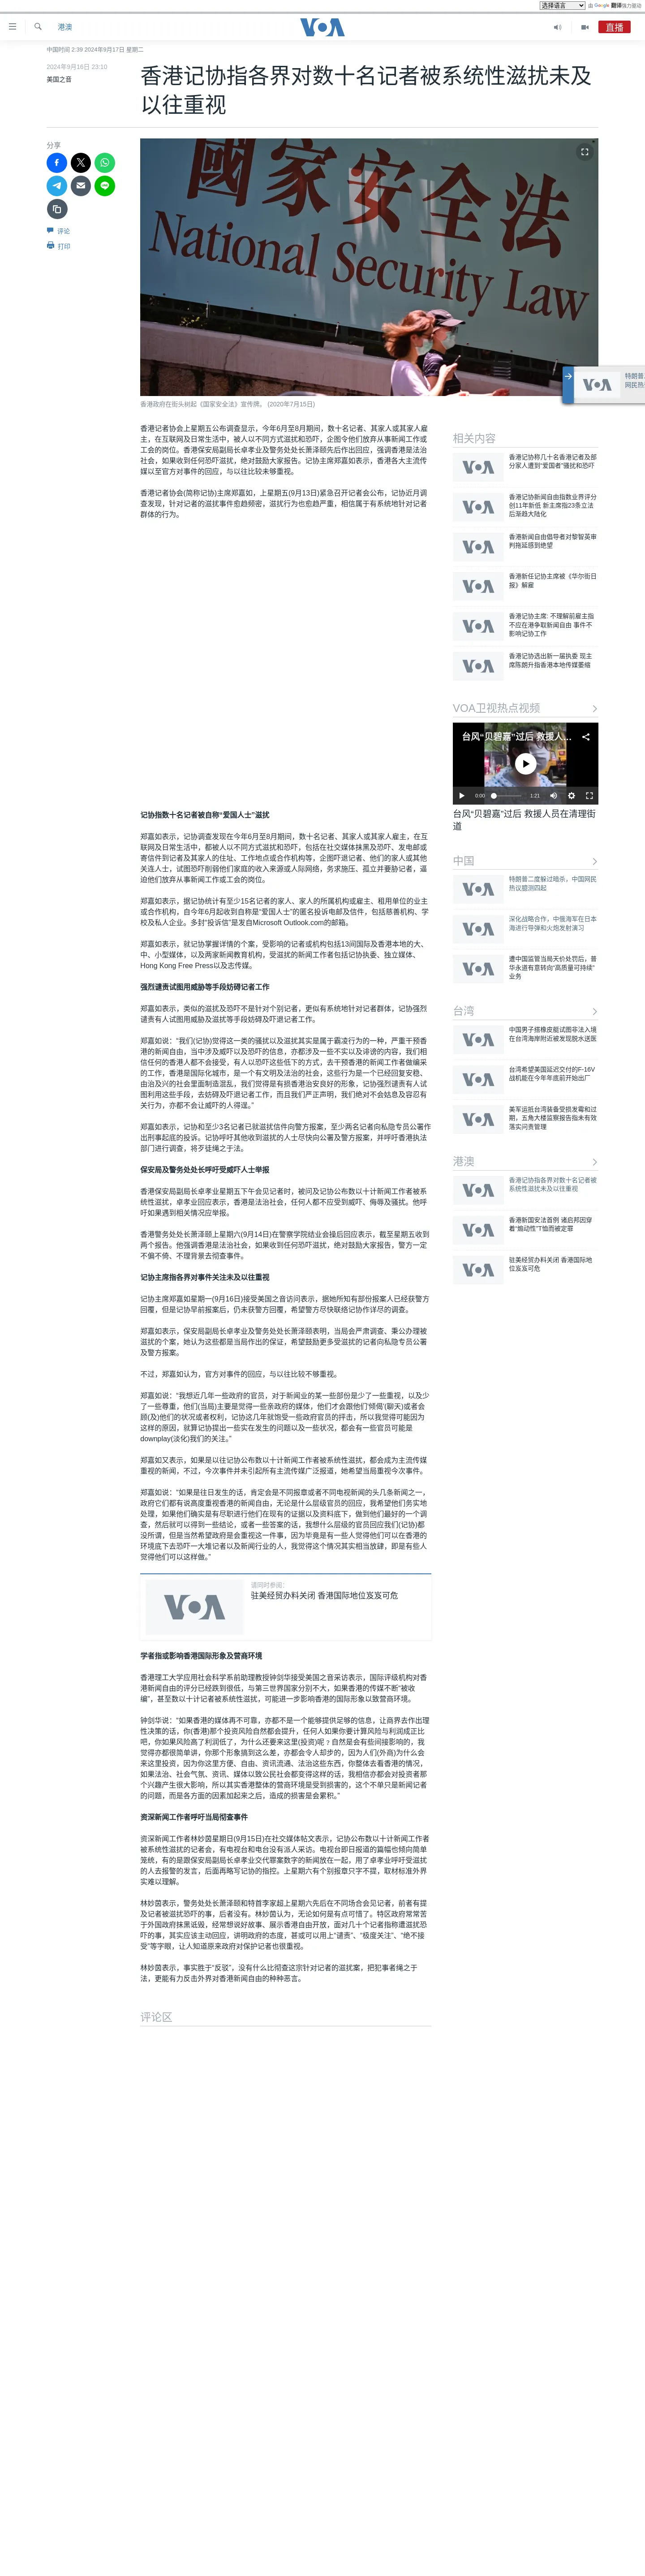 选择语言 由 Google 翻译强力驱动
港澳
VOA
直播
中国时间 2:39 2024年9月17日 星期二
2024年9月16日 23:10
美国之音
香港记协指各界对数十名记者被系统性滋扰未及
以往重视
分享
评论
打印
國家安全法
National Security Law
香港政府在街头树起《国家安全法》宣传牌。 (2020年7月15日)
香港记者协会上星期五公布调查显示，今年6月至8月期间，数十名记者、其家人或其家人雇
主，在互联网及日常生活中，被人以不同方式滋扰和恐吓，企图令他们放弃从事新闻工作或
工会的岗位。香港保安局副局长卓孝业及警务处处长萧泽颐先后作出回应，强调香港是法治
社会，如果收到任何恐吓滋扰，绝对鼓励大家报告。记协主席郑嘉如表示，香港各大主流传
媒以至官方对事件的回应，与以往比较未够重视。
香港记者协会(简称记协)主席郑嘉如，上星期五(9月13日)紧急召开记者会公布，记协近月调
查发现，针对记者的滋扰事件愈趋频密，滋扰行为也愈趋严重，相信属于有系统地针对记者
群体的行为。
记协指数十名记者被自称“爱国人士”滋扰
郑嘉如表示，记协调查发现在今年6月至8月期间，数十名记者、其家人或其家人雇主，在互
联网及日常生活中，都被人以不同方式滋扰和恐吓，包括在社交媒体抹黑及恐吓、发电邮或
寄信件到记者及其家人的住址、工作地点或合作机构等，企图吓退记者、他们的家人或其他
关连人士，试图恐吓削弱他们家庭的收入来源或人际网络，务求施压、孤立并要胁记者，逼
迫他们放弃从事新闻工作或工会的岗位。
郑嘉如表示，据记协统计有至少15名记者的家人、家人的所属机构或雇主、租用单位的业主
或合作机构，自今年6月起收到自称是“爱国人士”的匿名投诉电邮及信件，包括慈善机构、学
校及私人企业。多封“投诉信”是发自Microsoft Outlook.com的邮箱。
郑嘉如表示，就记协掌握详情的个案，受影响的记者或机构包括13间国际及香港本地的大、
中、小型媒体，以及两家新闻教育机构，受滋扰的新闻工作者包括记协执委、独立媒体、
Hong Kong Free Press以及志传媒。
强烈谴责试图用威胁等手段妨碍记者工作
郑嘉如表示，类似的滋扰及恐吓不是针对个别记者，更似有系统地针对记者群体，记协强烈
谴责有人试图用威胁及滋扰等手段妨碍及吓退记者工作。
郑嘉如说：“我们(记协)觉得这一类的骚扰以及滋扰其实是属于霸凌行为的一种，严重干预香
港的新闻自由，当中涉及威吓以及恐吓的信息，亦都涉及一些不实以及诽谤的内容，我们相
信任何的香港人都不会接受，有人以恐吓这些低下的方式，去干预香港的新闻工作者做编采
的工作，香港是国际化城市，是一个有文明及法治的社会，这些行为是一个已经回复安稳、
由治及兴的社会里面制造混乱，我们觉得是有损香港治安良好的形象，记协强烈谴责有人试
图利用这些手段，去妨碍及吓退记者工作，而且我们严正声明，我们绝对不会姑息及容忍有
关行为，亦都不会让威吓的人得逞。”
郑嘉如表示，记协和至少3名记者已就滋扰信件向警方报案，至少两名记者向私隐专员公署作
出刑事起底的投诉。记协呼吁其他收到滋扰的人士尽快向公署及警方报案，并呼吁香港执法
部门进行调查，将歹徒绳之于法。
保安局及警务处处长呼吁受威吓人士举报
香港保安局副局长卓孝业星期五下午会见记者时，被问及记协公布数以十计新闻工作者被系
统性滋扰，卓孝业回应表示，香港是法治社会，任何人都不应受到威吓、侮辱及骚扰。他呼
吁如果遇到相关情况应举报。
香港警务处处长萧泽颐上星期六(9月14日)在警察学院结业会操后回应表示，截至星期五收到
两个报告。他强调香港是法治社会，如果收到任何恐吓滋扰，绝对鼓励大家报告，警方一定
不偏不倚、不理背景去彻查事件。
记协主席指各界对事件关注未及以往重视
记协主席郑嘉如星期一(9月16日)接受美国之音访问表示，据她所知有部份报案人已经获警方
回覆，但是记协早前报案后，仍未获警方回覆，希望警方尽快联络记协作详尽的调查。
郑嘉如表示，保安局副局长卓孝业及警务处处长萧泽颐表明，当局会严肃调查、秉公办理被
滋扰的个案，她认为这些都是当局作出的保证，希望鼓励更多受滋扰的记者向私隐专员公署
及警方报案。
不过，郑嘉如认为，官方对事件的回应，与以往比较不够重视。
郑嘉如说：“我想近几年一些政府的官员，对于新闻业的某一些部份是少了一些重视，以及少
了一些尊重，他们(当局)主要是觉得一些亲政府的媒体，他们才会跟他们‘倾偈’(聊天)或者会
顾(及)他们的状况或者权利，记协这几年就饱受一些政府官员的抨击，所以我觉得可能因为
这样的原因，就算记协提出一些实在发生的问题以及一些状况，都会有一些官员可能是
downplay(淡化)我们的关注。”
郑嘉如又表示，如果是以往记协公布数以十计新闻工作者被系统性滋扰，都会成为主流传媒
重视的新闻，不过，今次事件并未引起所有主流传媒广泛报道，她希望当局重视今次事件。
郑嘉如说：“如果是往日发生的话，肯定会是不同报章或者不同电视新闻的头几条新闻之一，
政府它们都有说高度重视香港的新闻自由，无论是什么层级官员的回应，我希望他们务实地
处理，如果他们确实是有尽职进行他们在现有的证据以及资料底下，做到他们最好的一个调
查，然后就可以得到一些结论，或者一些答案的话，我想什么层级的官员回应我们(记协)都
没所谓，但是当然希望政府是会重视这一件事，因为毕竟是有一些人觉得他们可以在香港的
环境底下去恐吓一大堆记者以及新闻行业的人，我觉得这个情况其实相当放肆，即是有些人
觉得他们可以这样做。”
请同时参阅：
驻美经贸办料关闭 香港国际地位岌岌可危
学者指或影响香港国际形象及营商环境
香港理工大学应用社会科学系前助理教授钟剑华接受美国之音采访表示，国际评级机构对香
港新闻自由的评分已经跌到很低，与第三世界国家分别不大，如果香港的传媒不断“被收
编”，甚至数以十计记者被系统性滋扰，可能进一步影响香港的国际形象以致营商环境。
钟剑华说：“如果香港的媒体再不可靠，亦都不是一个能够提供足够的信息，让商界去作出理
性决策的话，你(香港)那个投资风险自然都会提升，任何人如果你要计算风险与利润成正比
吧，你如果风险高了利润低了，为什么还要来这里(投资)呢？自然是会有些间接影响的，我
觉得亦都很简单讲，你那个形象搞到这么差，亦都会令人却步的，因为人们(外商)为什么会
来这里投资，因为你这里方便、自由、资讯流通、法治这些东西，你整体去看香港的情况，
如果法治、社会气氛、资讯、媒体以致公民社会都变得这样的话，我相信亦都会对投资者那
个兴趣产生很大影响，所以其实香港整体的营商环境是受到损害的，这个不单只是新闻记者
的问题，而是各方面的因素加起来之后，造成的损害是会累积。”
资深新闻工作者呼吁当局彻查事件
资深新闻工作者林妙茵星期日(9月15日)在社交媒体帖文表示，记协公布数以十计新闻工作者
被系统性滋扰的记者会，有电视台和电台没有派人采访。电视台即日报道的篇幅也倾向简单
笼统，有的是跟保安局副局长卓孝业交代罪案数字的新闻放在一起，用了卓孝业呼吁受滋扰
的人去报警的发言，后面再略写记协的指控。上星期六有个别报章只字不提，取材标准外界
实难以理解。
林妙茵表示，警务处处长萧泽颐和特首李家超上星期六先后在不同场合会见记者，前者有提
及记者被滋扰恐吓的事，后者没有。林妙茵认为，无论如何是有点可惜了。特区政府常常苦
于外国政府抹黑诋毁，经常想说好故事、展示香港自由开放，面对几十个记者指称遭滋扰恐
吓的事，其实应该主动回应，讲明政府的态度，甚或可以用上“谴责”、“极度关注”、“绝不接
受”等字眼，让人知道原来政府对保护记者也很重视。
林妙茵表示，事实胜于“反驳”，没有什么比彻查这宗针对记者的滋扰案，把犯事者绳之于
法，更能有力反击外界对香港新闻自由的种种恶言。
评论区
特朗普
网民热
相关内容
香港记协称几十名香港记者及部
分家人遭到“爱国者”骚扰和恐吓
香港记协新闻自由指数业界评分
创11年新低 新主席指23条立法
后渐趋大陆化
香港新闻自由倡导者对黎智英审
判拖延感到绝望
香港新任记协主席被《华尔街日
报》解雇
香港记协主席: 不理解前雇主指
不应在港争取新闻自由 事件不
影响记协工作
香港记协选出新一届执委 现主
席陈朗升指香港本地传媒萎缩
VOA卫视热点视频
台风“贝碧嘉”过后 救援人...
0:00 1:21
台风“贝碧嘉”过后 救援人员在清理街
道
中国
特朗普二度躲过暗杀，中国网民
热议臆测四起
深化战略合作，中俄海军在日本
海进行导弹和火炮发射演习
遭中国监管当局天价处罚后，普
华永道有意转向“高质量可持续”
业务
台湾
中国男子搭橡皮艇试图非法入境
在台湾海岸附近被发现脱水送医
台湾希望美国延迟交付的F-16V
战机能在今年年底前开始出厂
美军运抵台湾装备受损发霉和过
期，五角大楼监察报告指未有效
落实问责管理
港澳
香港记协指各界对数十名记者被
系统性滋扰未及以往重视
香港新国安法首例 诸启邦因穿
着“煽动性”T恤而被定罪
驻美经贸办料关闭 香港国际地
位岌岌可危